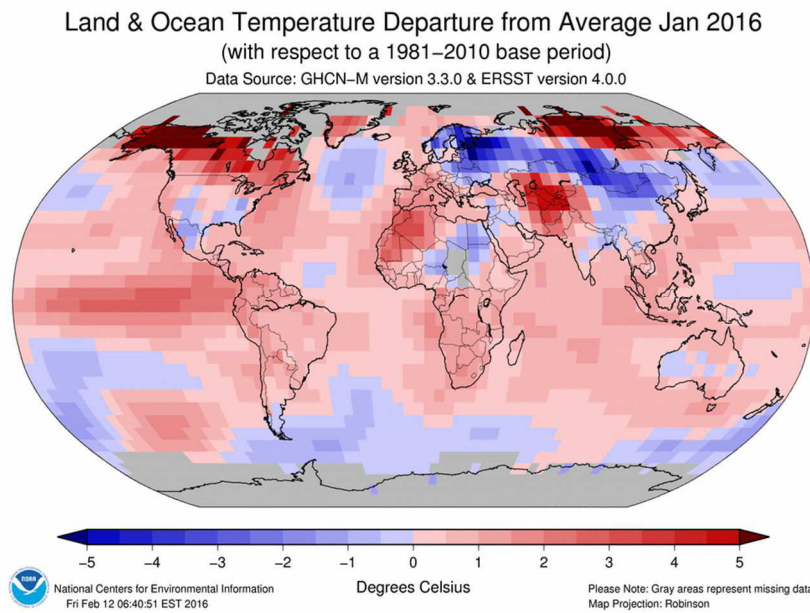 Land & Ocean Temperature Departure from Average Jan 2016
(with respect to a 1981–2010 base period)
Data Source: GHCN–M version 3.3.0 & ERSST version 4.0.0
−5 −4 −3 −2 −1 0 1 2 3 4 5
Degrees Celsius
NOAA
National Centers for Environmental Information
Fri Feb 12 06:40:51 EST 2016
Please Note: Gray areas represent missing data
Map Projection: Robinson